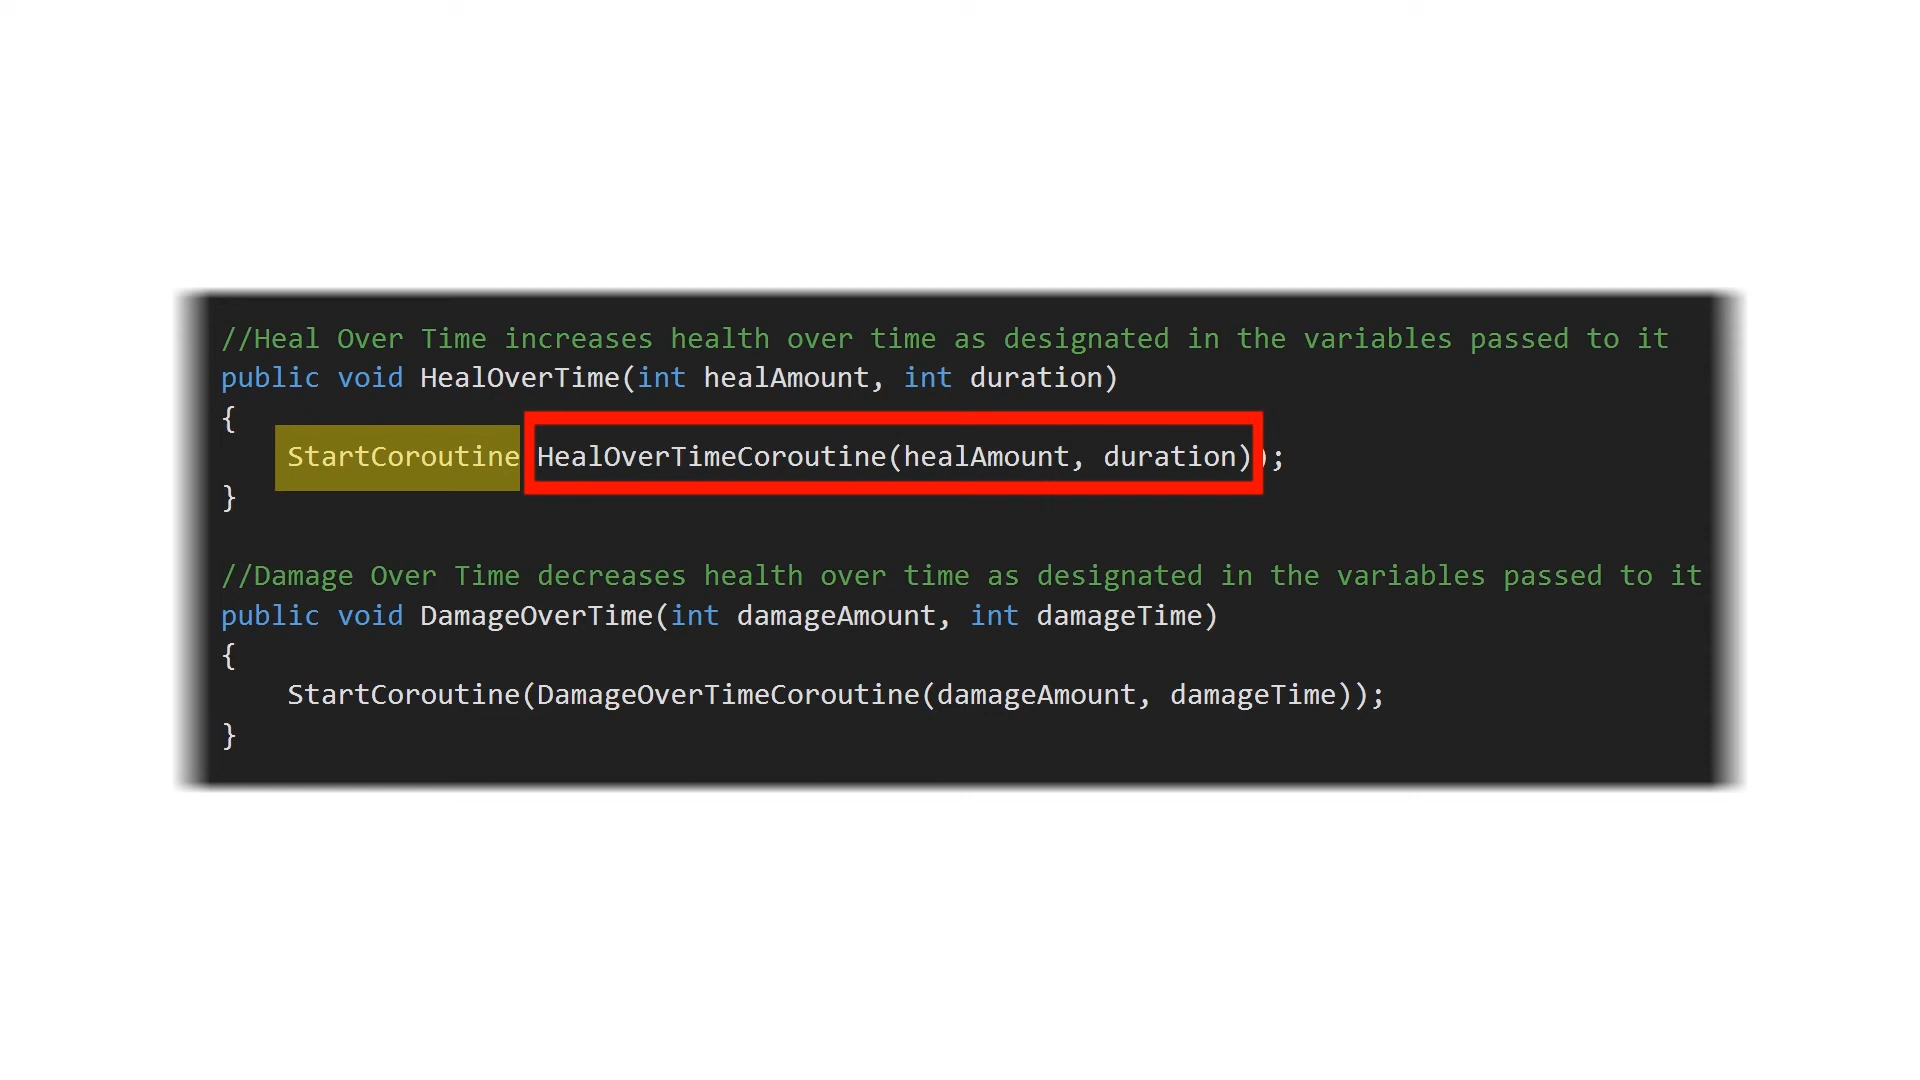 //Heal Over Time increases health over time as designated in the variables passed to it
public void HealOverTime(int healAmount, int duration)
{
StartCoroutine HealOverTimeCoroutine(healAmount, duration));
}
//Damage Over Time decreases health over time as designated in the variables passed to it
public void DamageOverTime(int damageAmount, int damageTime)
{
StartCoroutine(DamageOverTimeCoroutine(damageAmount, damageTime));
}